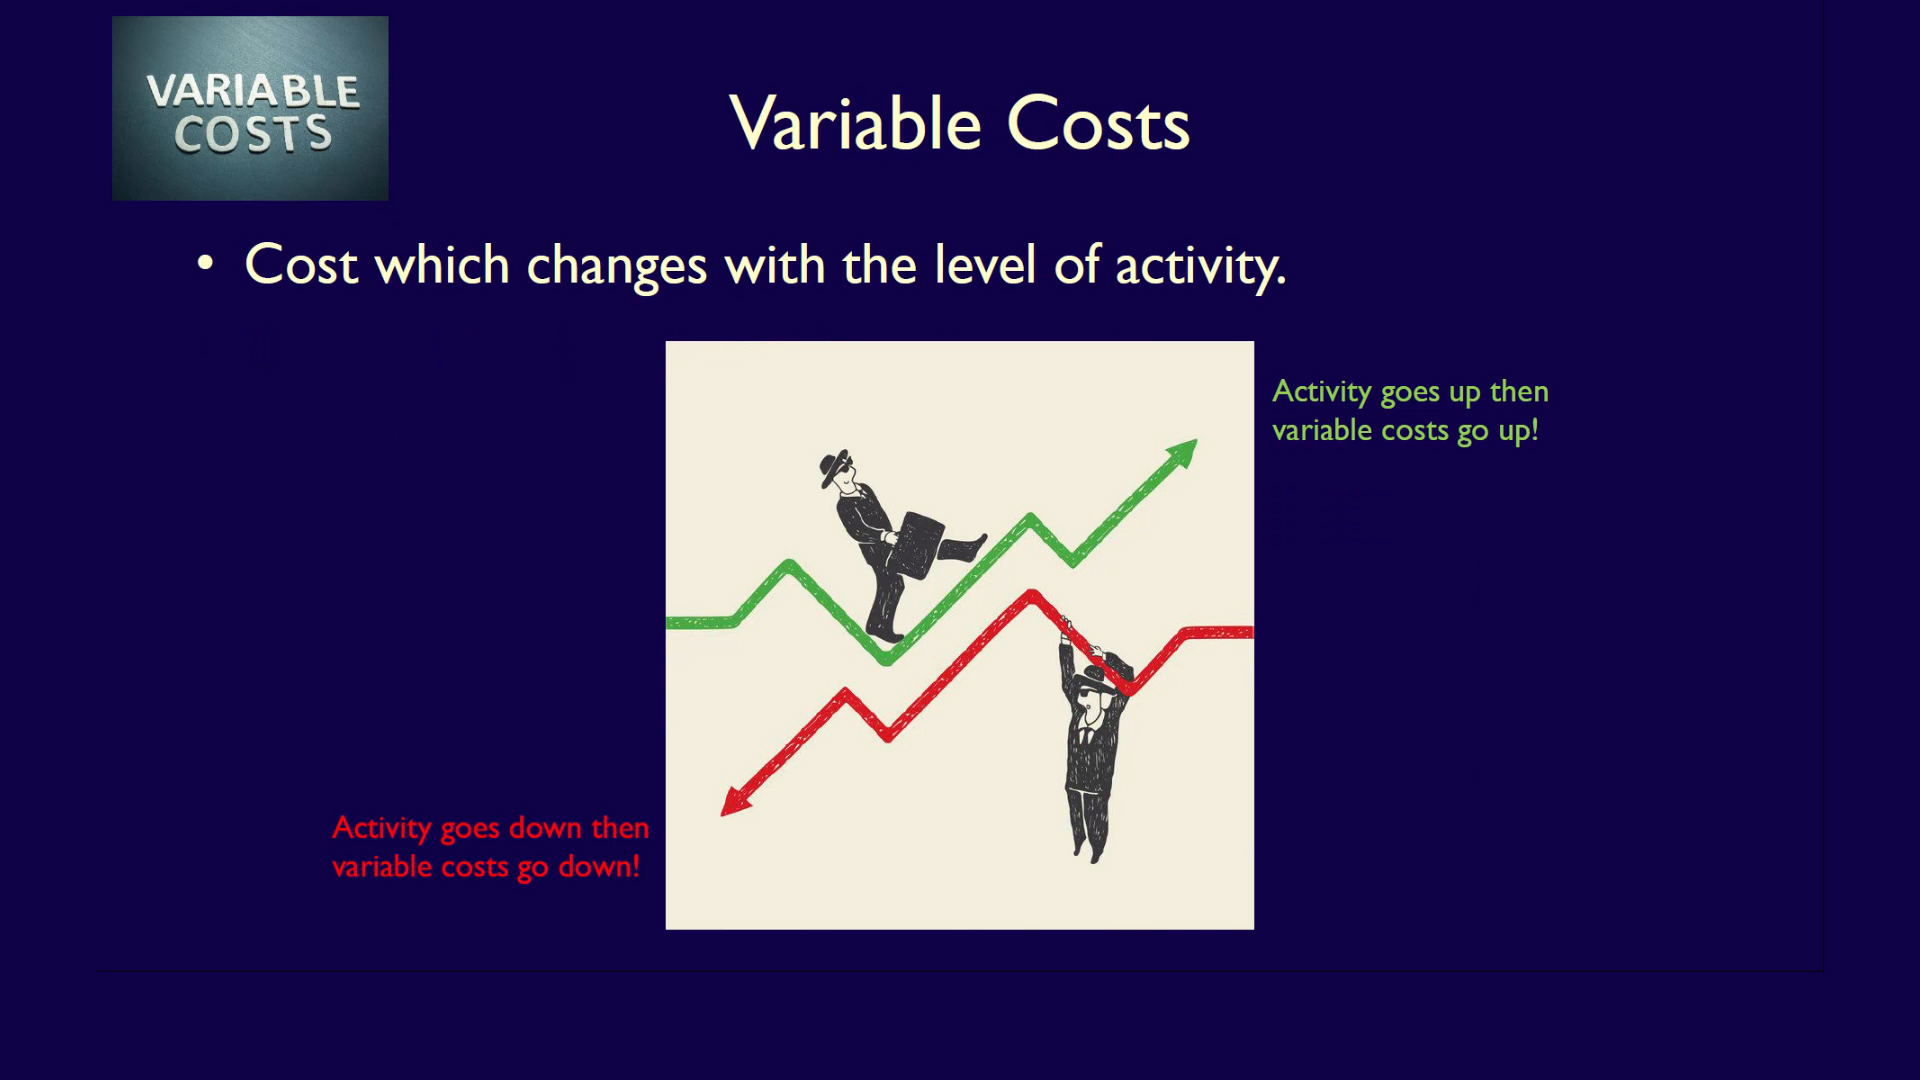 VARIABLE
COSTS
Variable Costs
• Cost which changes with the level of activity.
Activity goes up then
variable costs go up!
Activity goes down then
variable costs go down!